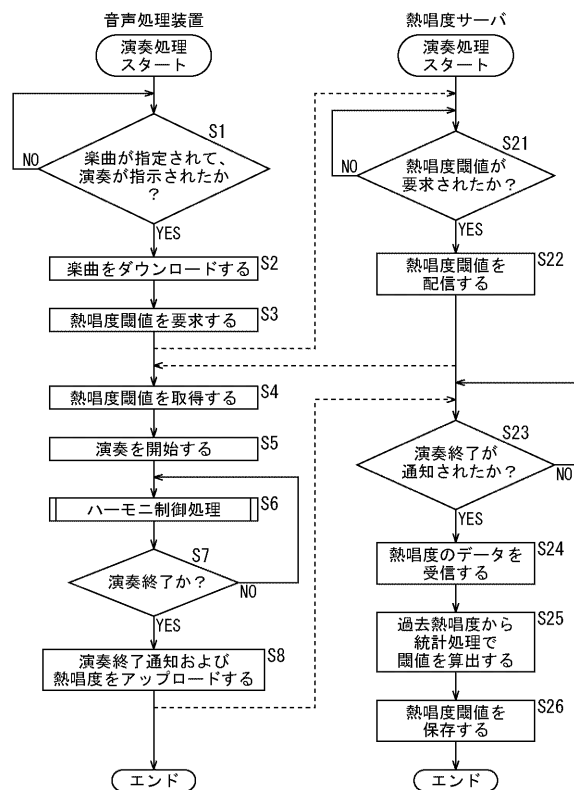 音声処理装置
演奏処理
スタート
S1
楽曲が指定されて、
演奏が指示されたか
？
NO
YES
楽曲をダウンロードする
S2
熱唱度閾値を要求する
S3
熱唱度閾値を取得する
S4
演奏を開始する
S5
ハーモニ制御処理
S6
S7
演奏終了か？
NO
YES
演奏終了通知および
熱唱度をアップロードする
S8
エンド
熱唱度サーバ
演奏処理
スタート
S21
熱唱度閾値が
要求されたか？
NO
YES
熱唱度閾値を
配信する
S22
S23
演奏終了が
通知されたか？
NO
YES
熱唱度のデータを
受信する
S24
過去熱唱度から
統計処理で
閾値を算出する
S25
熱唱度閾値を
保存する
S26
エンド